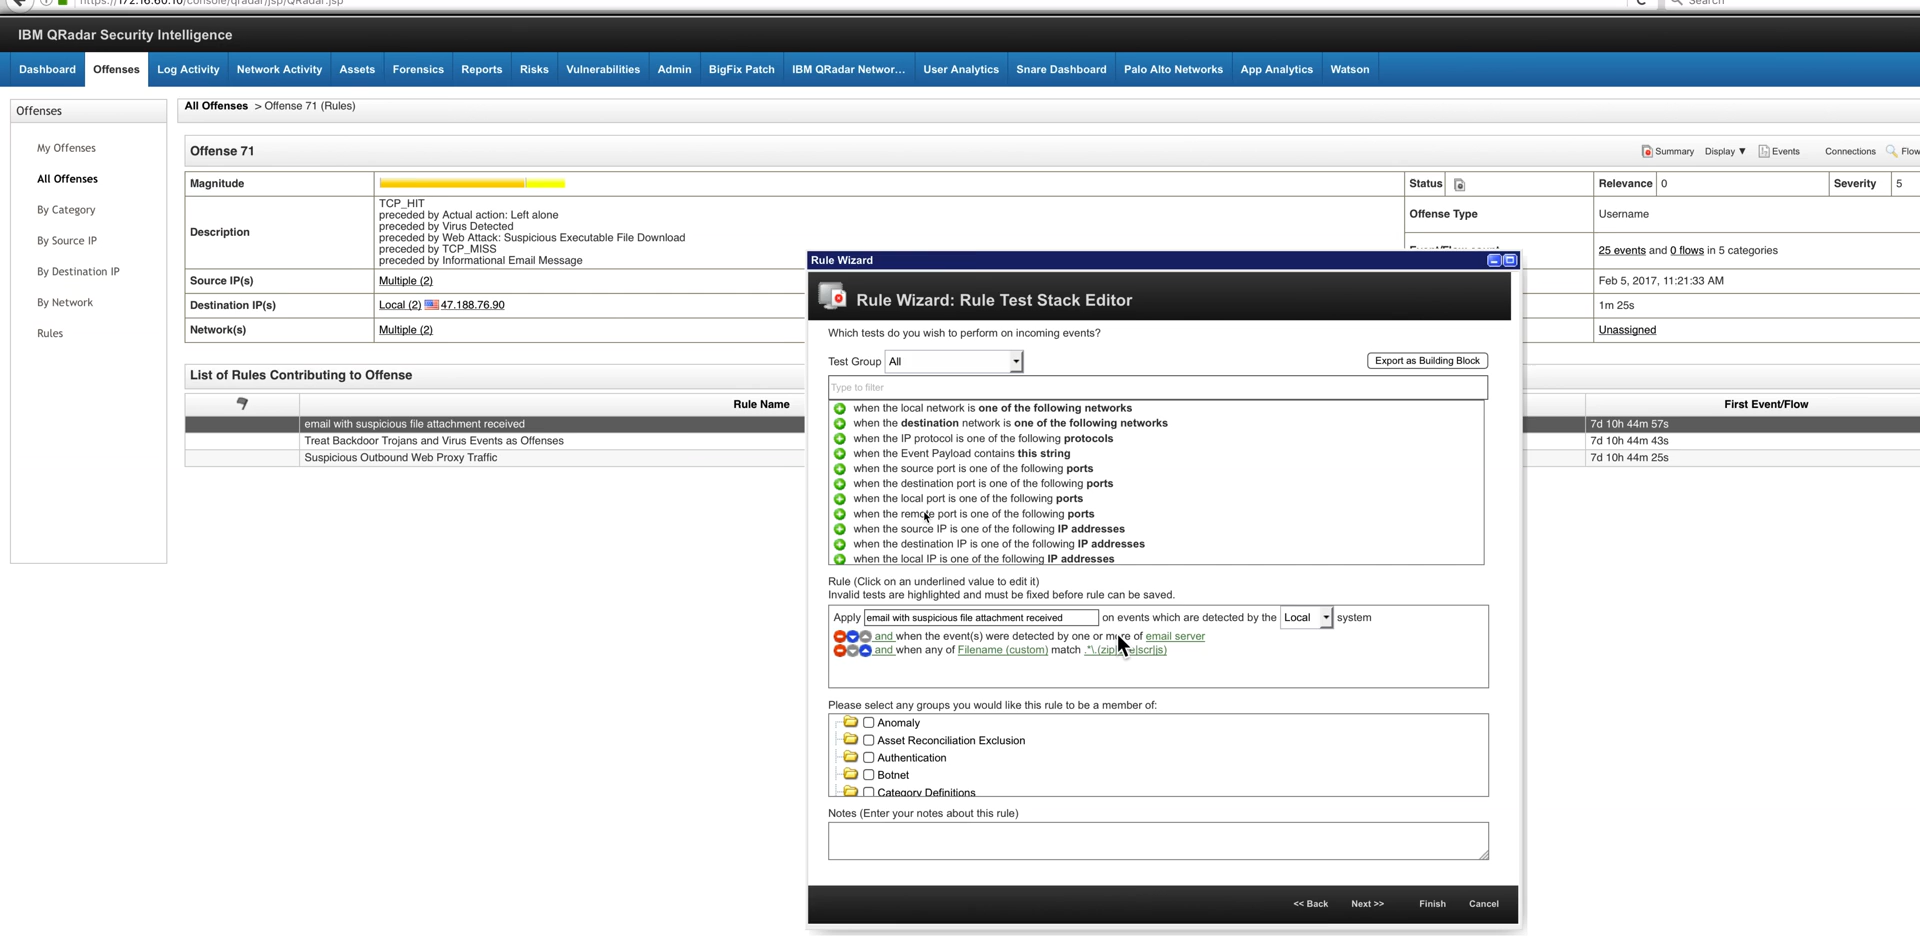 https://172.16.60.10/console/qradar/jsp/QRadar.jsp
Search
IBM QRadar Security Intelligence
Dashboard Offenses Log Activity Network Activity Assets Forensics Reports Risks Vulnerabilities Admin BigFix Patch IBM QRadar Networ... User Analytics Snare Dashboard Palo Alto Networks App Analytics Watson
Offenses
My Offenses
All Offenses
By Category
By Source IP
By Destination IP
By Network
Rules
All Offenses > Offense 71 (Rules)
Offense 71
Summary Display ▼ Events Connections Flow
Magnitude
Status Relevance 0 Severity 5
Description
TCP_HIT
preceded by Actual action: Left alone
preceded by Virus Detected
preceded by Web Attack: Suspicious Executable File Download
preceded by TCP_MISS
preceded by Informational Email Message
Offense Type Username
Event/Flow count 25 events and 0 flows in 5 categories
Source IP(s) Multiple (2)
Feb 5, 2017, 11:21:33 AM
Destination IP(s) Local (2) 47.188.76.90
1m 25s
Network(s) Multiple (2)
Unassigned
List of Rules Contributing to Offense
Rule Name First Event/Flow
email with suspicious file attachment received 7d 10h 44m 57s
Treat Backdoor Trojans and Virus Events as Offenses 7d 10h 44m 43s
Suspicious Outbound Web Proxy Traffic 7d 10h 44m 25s
Rule Wizard
Rule Wizard: Rule Test Stack Editor
Which tests do you wish to perform on incoming events?
Test Group All Export as Building Block
Type to filter
when the local network is one of the following networks
when the destination network is one of the following networks
when the IP protocol is one of the following protocols
when the Event Payload contains this string
when the source port is one of the following ports
when the destination port is one of the following ports
when the local port is one of the following ports
when the remote port is one of the following ports
when the source IP is one of the following IP addresses
when the destination IP is one of the following IP addresses
when the local IP is one of the following IP addresses
Rule (Click on an underlined value to edit it)
Invalid tests are highlighted and must be fixed before rule can be saved.
Apply email with suspicious file attachment received on events which are detected by the Local system
and when the event(s) were detected by one or more of email server
and when any of Filename (custom) match
Please select any groups you would like this rule to be a member of:
Anomaly
Asset Reconciliation Exclusion
Authentication
Botnet
Category Definitions
Notes (Enter your notes about this rule)
<< Back Next >> Finish Cancel